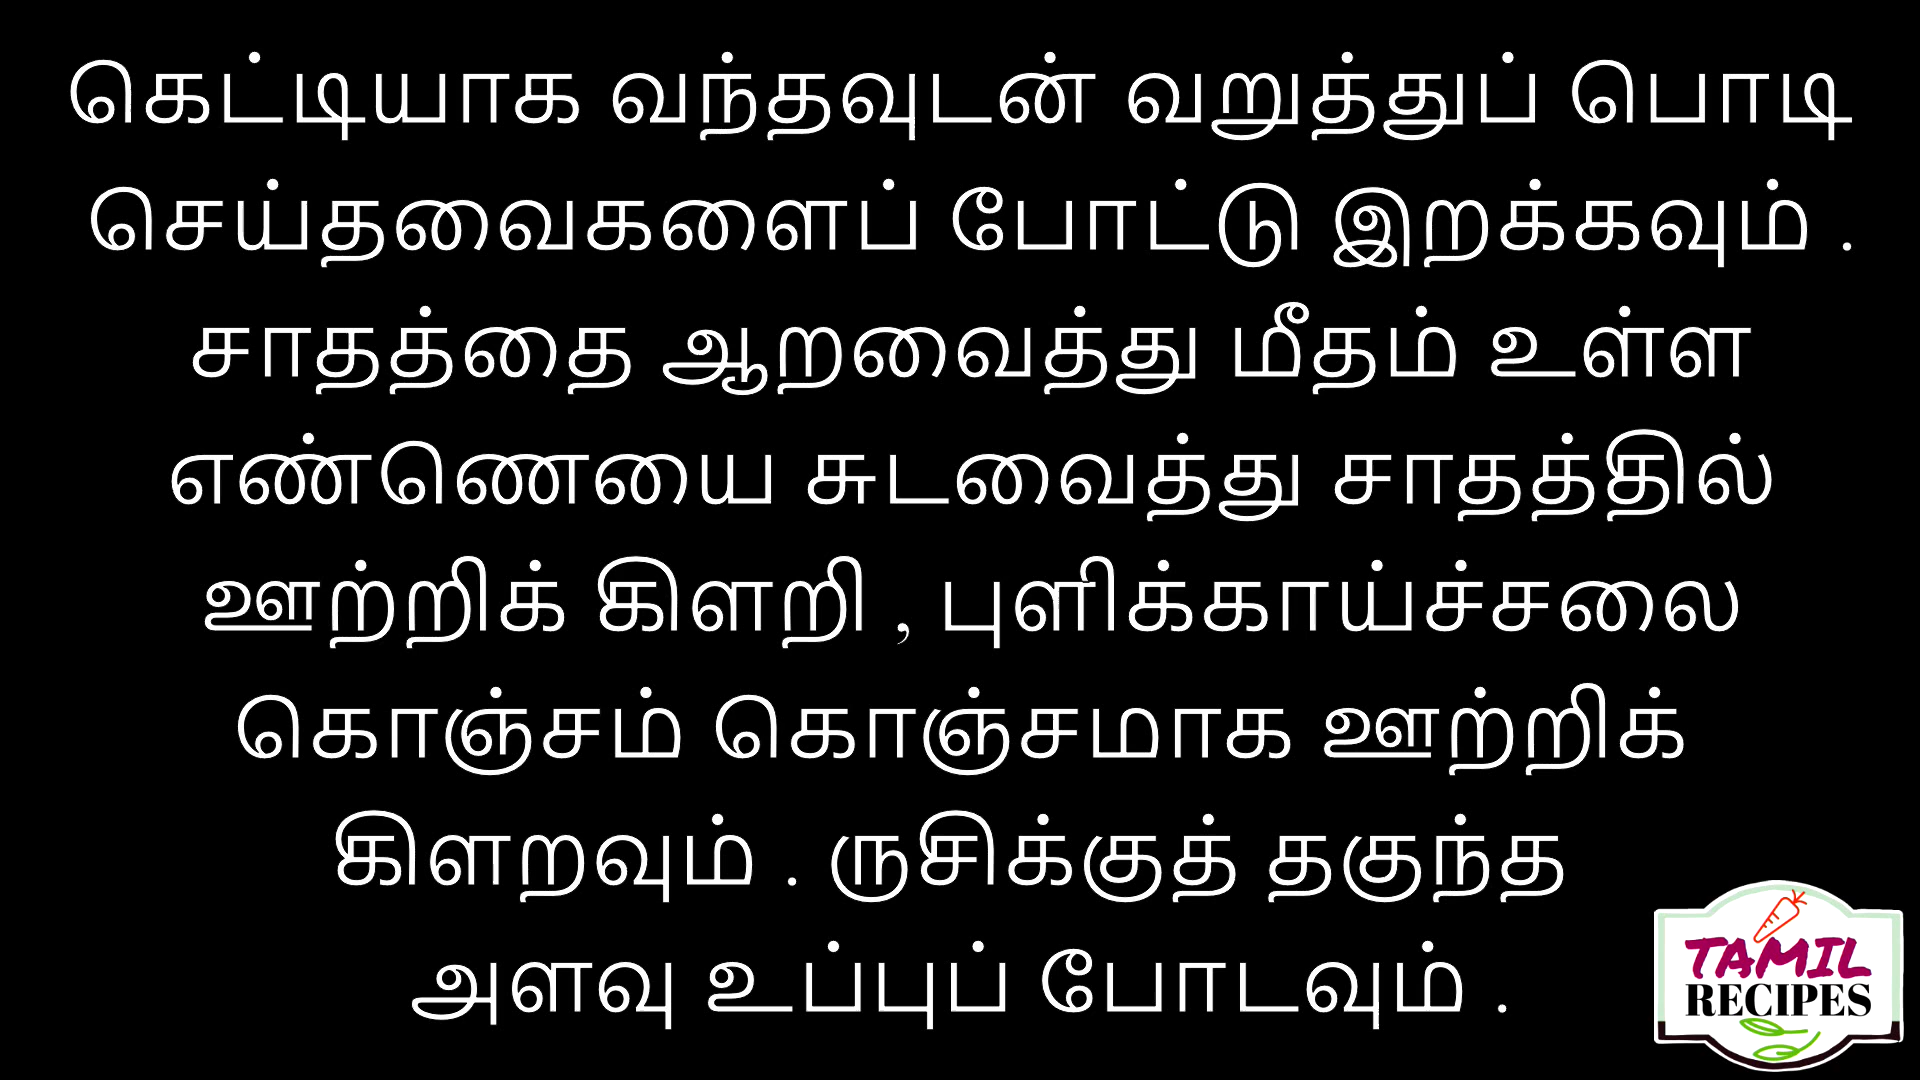 கெட்டியாக வந்தவுடன் வறுத்துப் பொடி
செய்தவைகளைப் போட்டு இறக்கவும் .
சாதத்தை ஆறவைத்து மீதம் உள்ள
எண்ணெயை சுடவைத்து சாதத்தில்
ஊற்றிக் கிளறி , புளிக்காய்ச்சலை
கொஞ்சம் கொஞ்சமாக ஊற்றிக்
கிளறவும் . ருசிக்குத் தகுந்த
அளவு உப்புப் போடவும் .
TAMIL
RECIPES